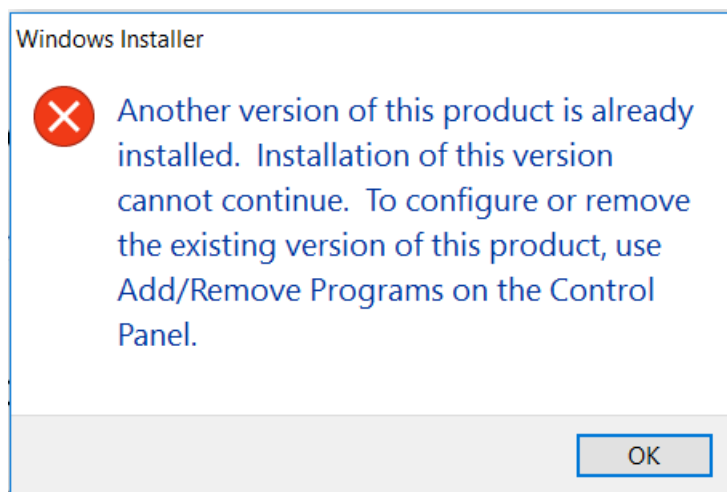 Windows Installer
Another version of this product is already
installed.  Installation of this version
cannot continue.  To configure or remove
the existing version of this product, use
Add/Remove Programs on the Control
Panel.
OK